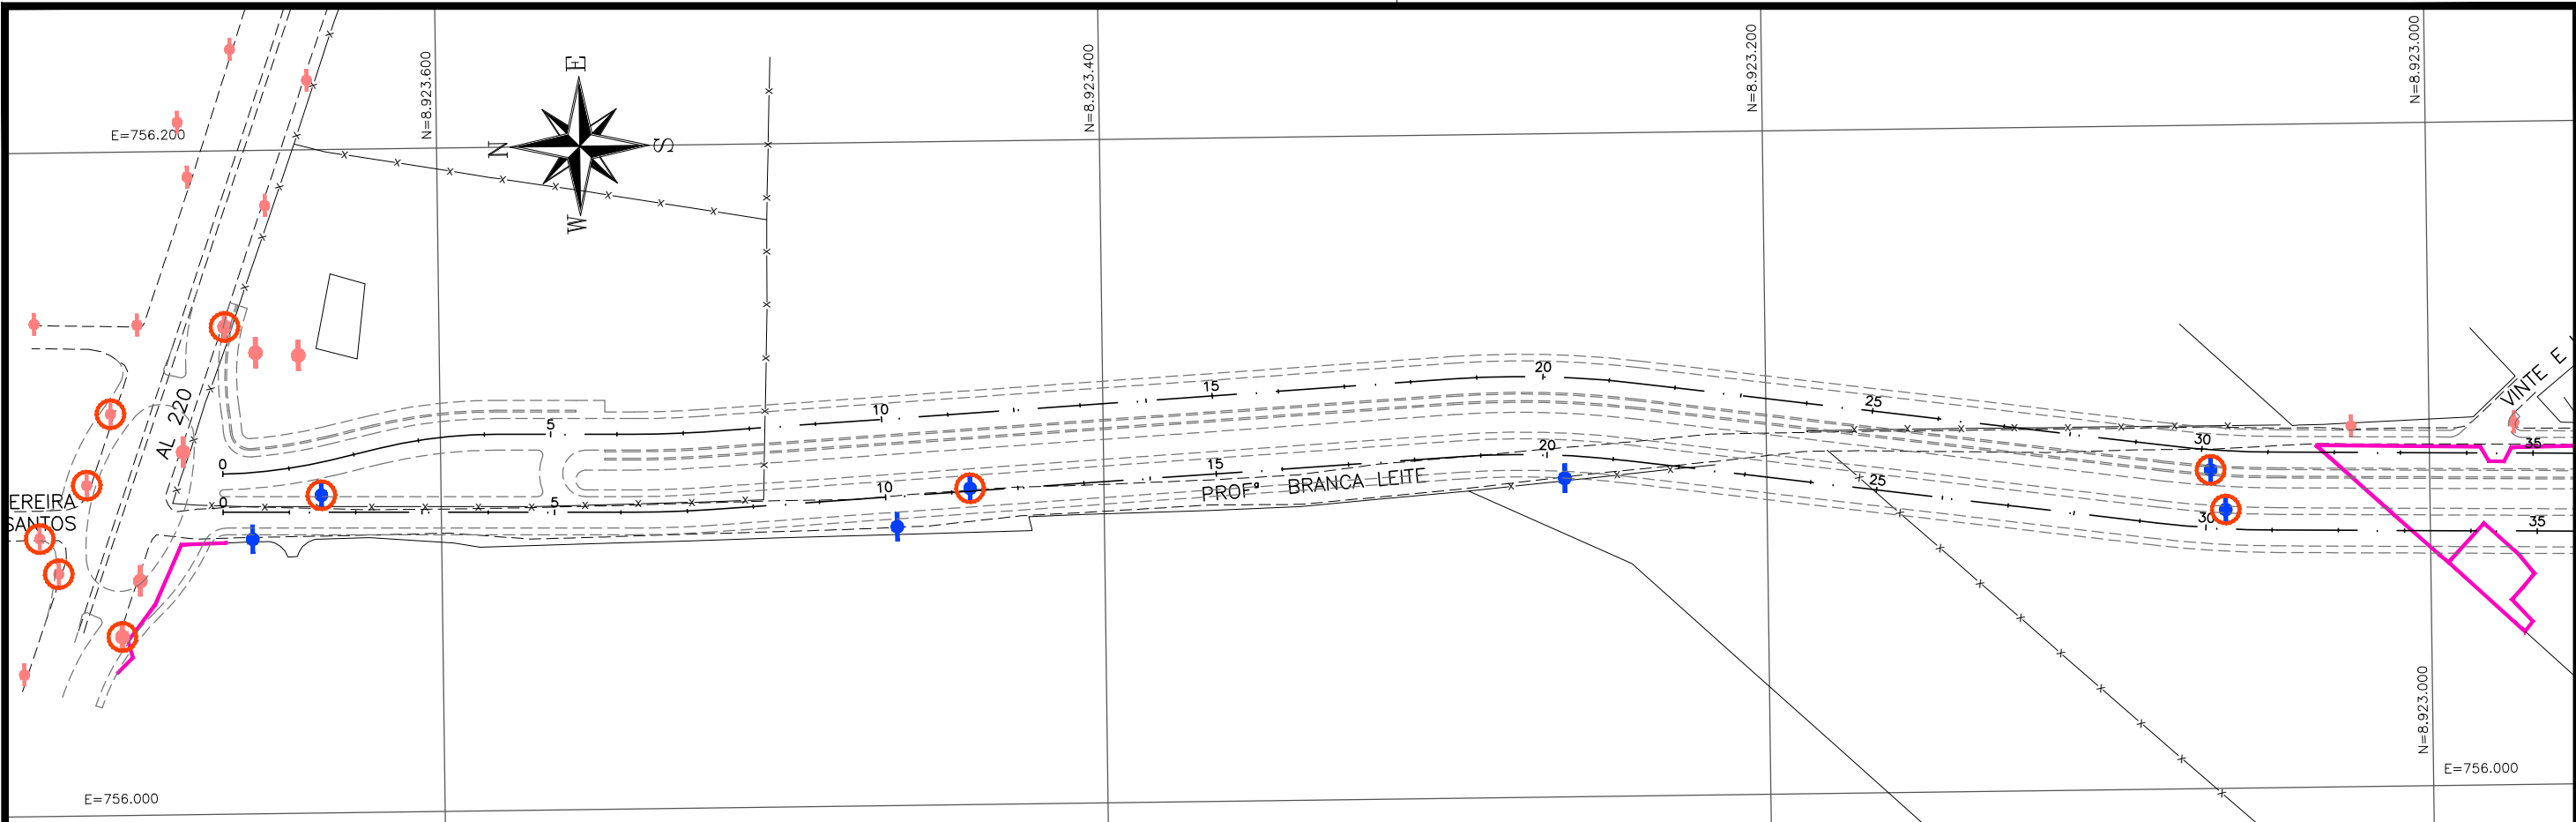 N=8.923.600
N=8.923.400
N=8.923.200
N=8.923.000
E=756.200
E
N
S
W
AL 220
EREIRA
SANTOS
0
5
10
15
20
25
30
35
0
5
10
15
20
25
30
35
PROFª BRANCA LEITE
VINTE E
N=8.923.000
E=756.000
E=756.000